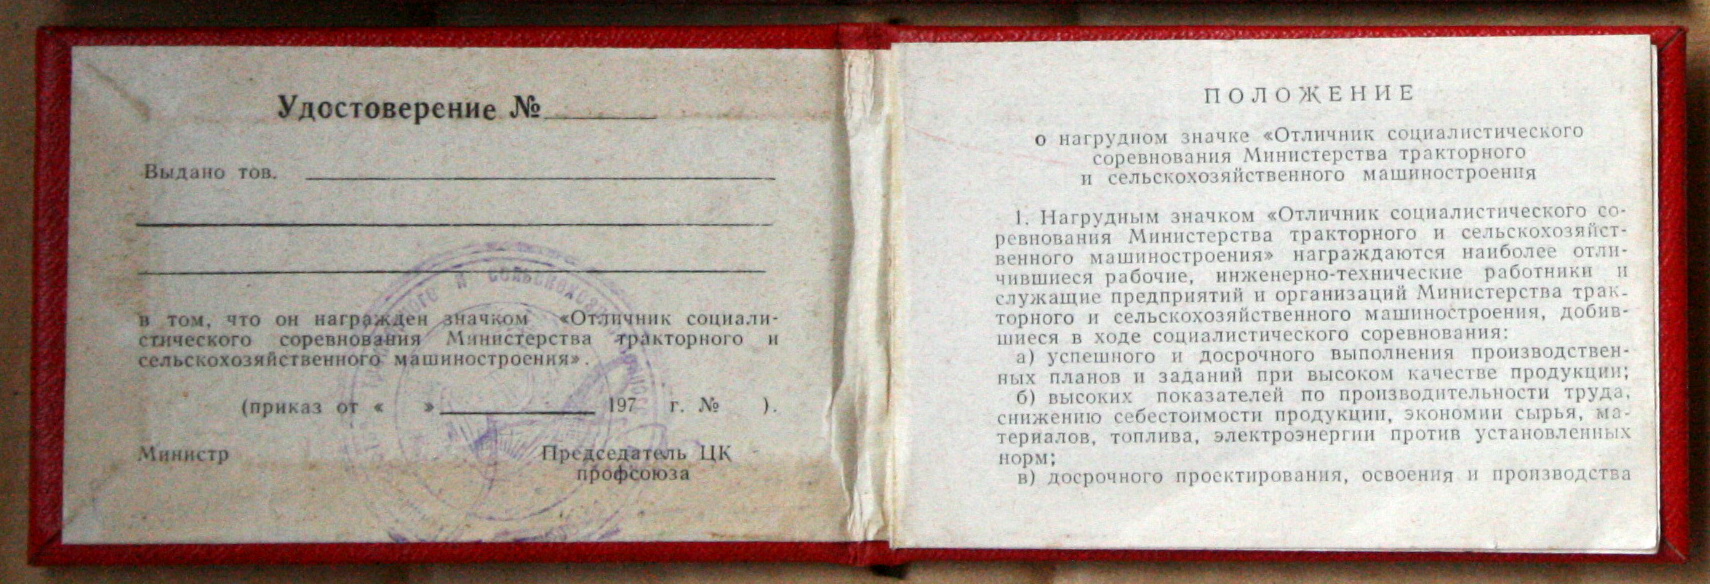 Удостоверение №
Выдано тов.
в том, что он награжден значком «Отличник социали-
стического соревнования Министерства тракторного и
сельскохозяйственного машиностроения».
(приказ от « » 197 г. № ).
Министр
Председатель ЦК
профсоюза
ПОЛОЖЕНИЕ
о нагрудном значке «Отличник социалистического
соревнования Министерства тракторного
и сельскохозяйственного машиностроения
1. Нагрудным значком «Отличник социалистического со-
ревнования Министерства тракторного и сельскохозяйст-
венного машиностроения» награждаются наиболее отли-
чившиеся рабочие, инженерно-технические работники и
служащие предприятий и организаций Министерства трак-
торного и сельскохозяйственного машиностроения, добив-
шиеся в ходе социалистического соревнования:
а) успешного и досрочного выполнения производствен-
ных планов и заданий при высоком качестве продукции;
б) высоких показателей по производительности труда,
снижению себестоимости продукции, экономии сырья, ма-
териалов, топлива, электроэнергии против установленных
норм;
в) досрочного проектирования, освоения и производства